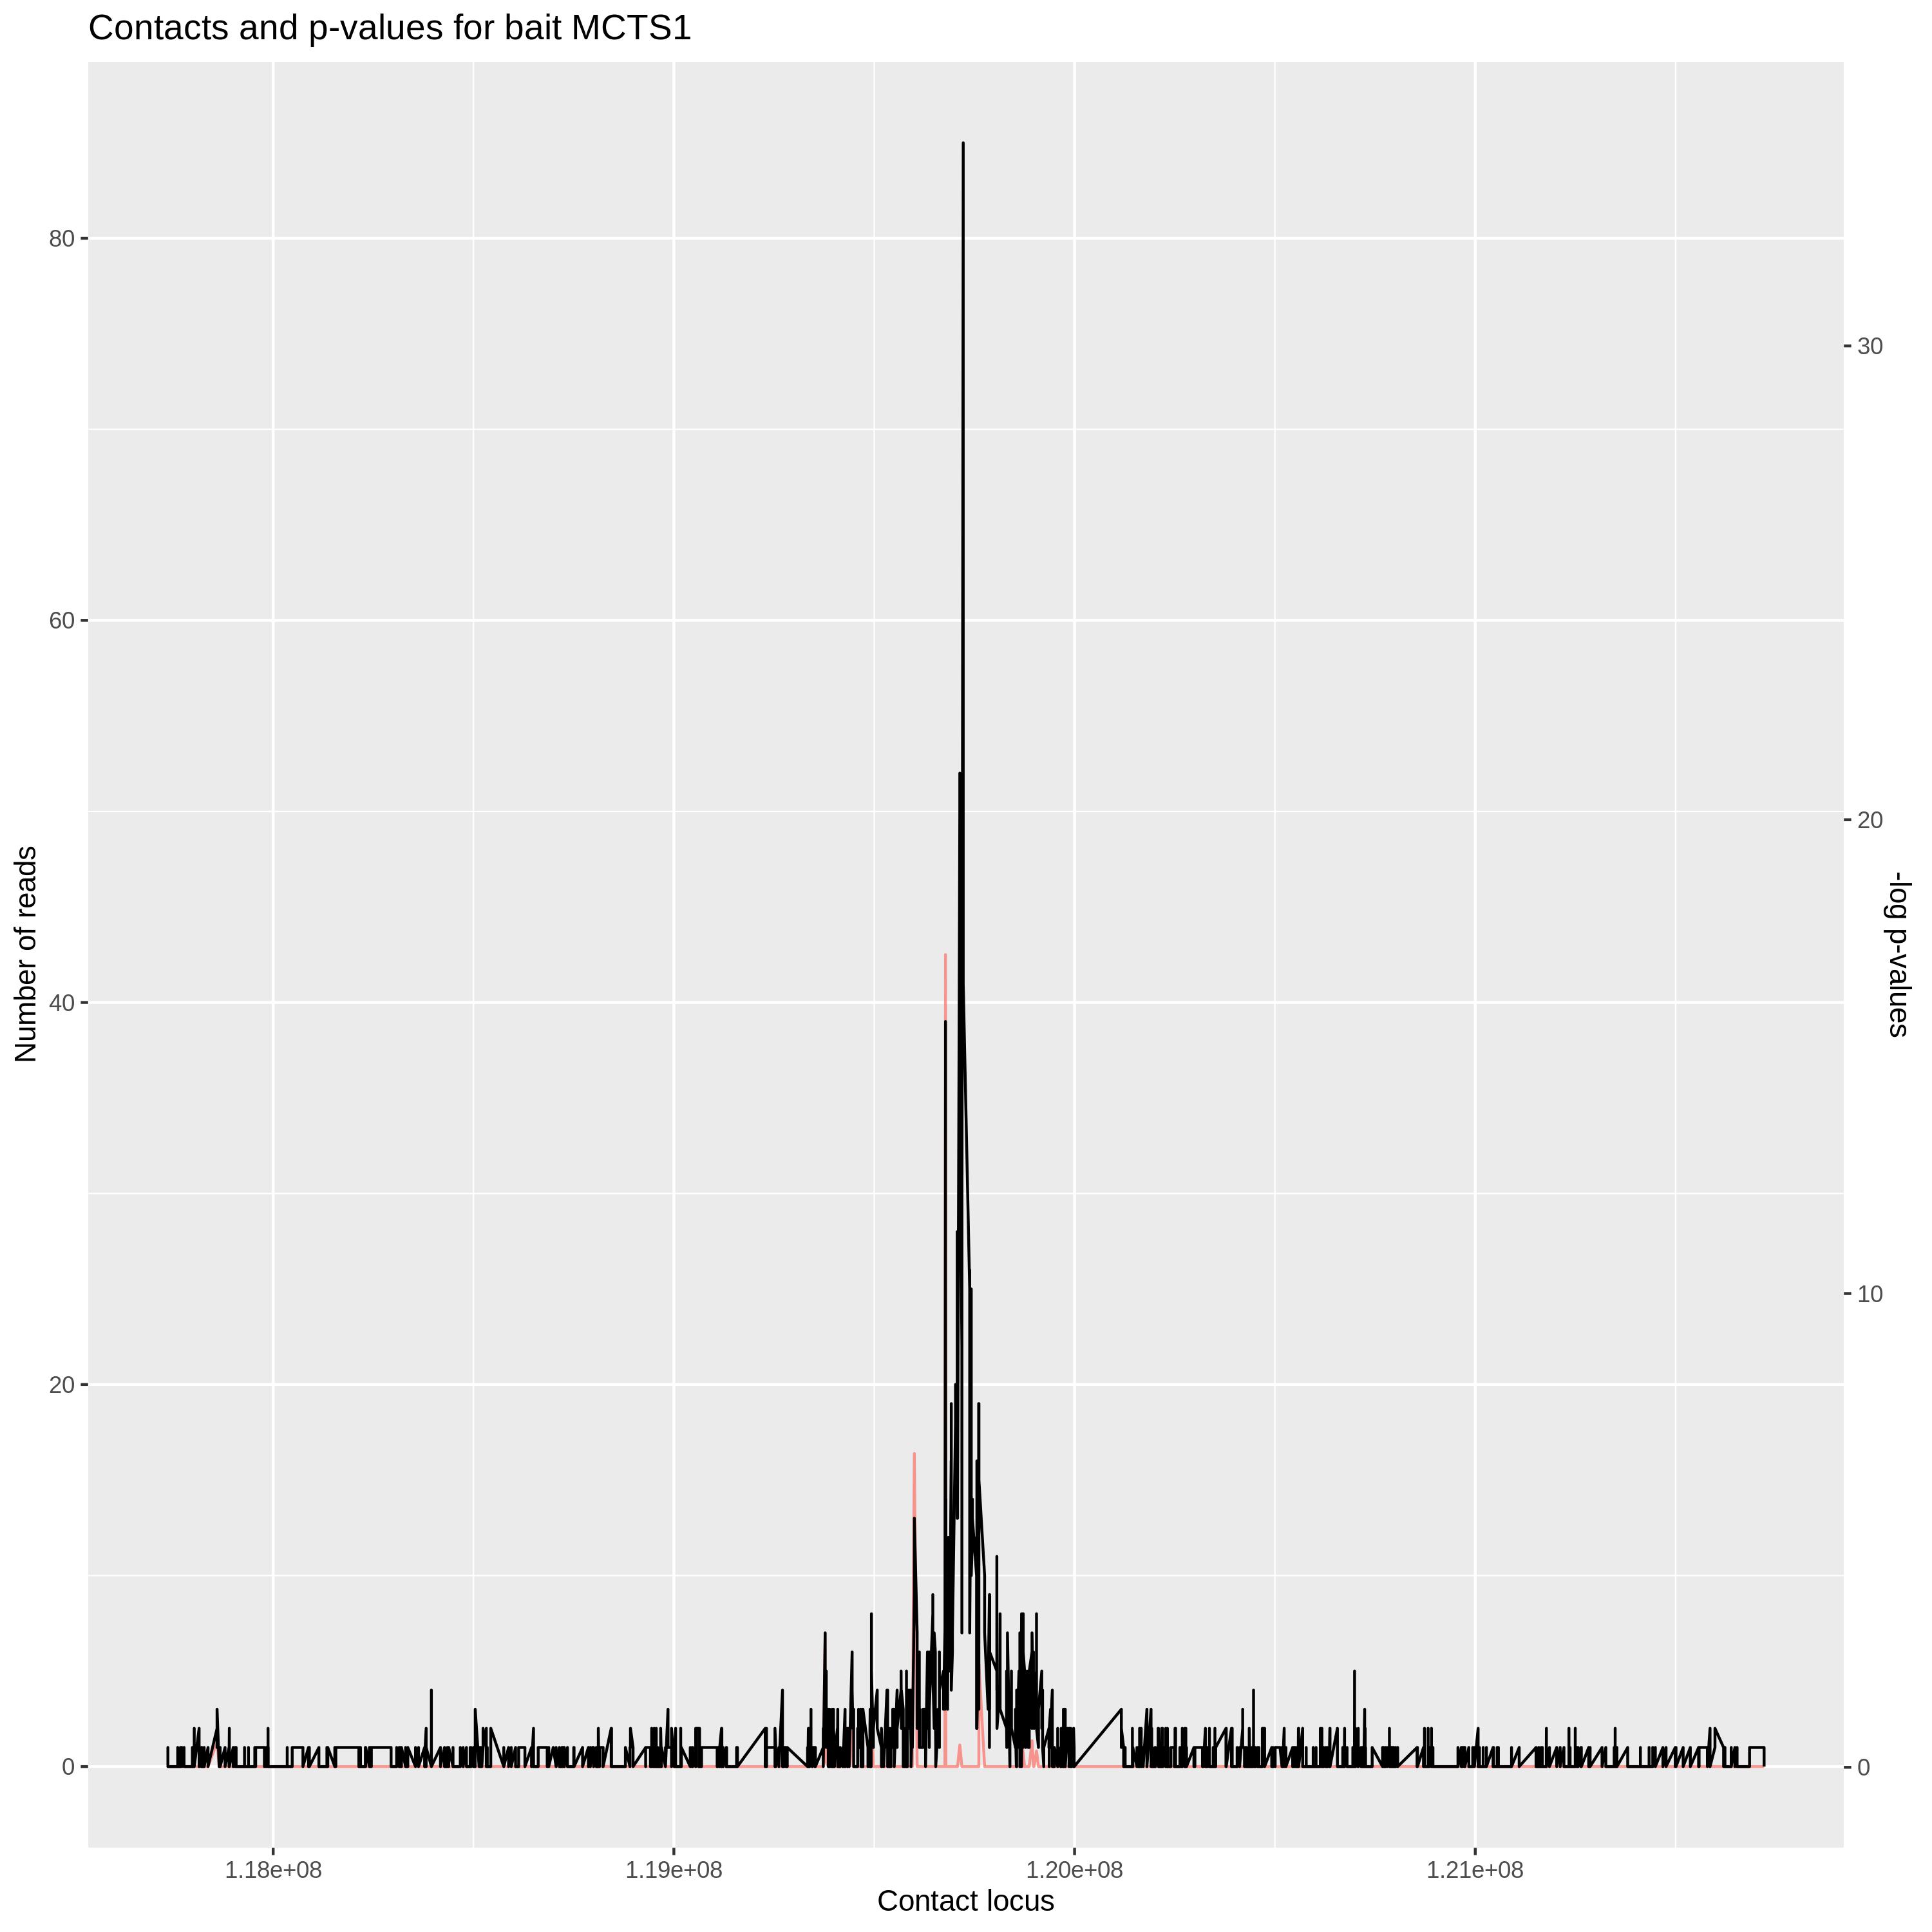 Contacts and p-values for bait MCTS1
Number of reads
80
60
40
20
0
30
20
10
0
-log p-values
1.18e+08
1.19e+08
1.20e+08
1.21e+08
Contact locus